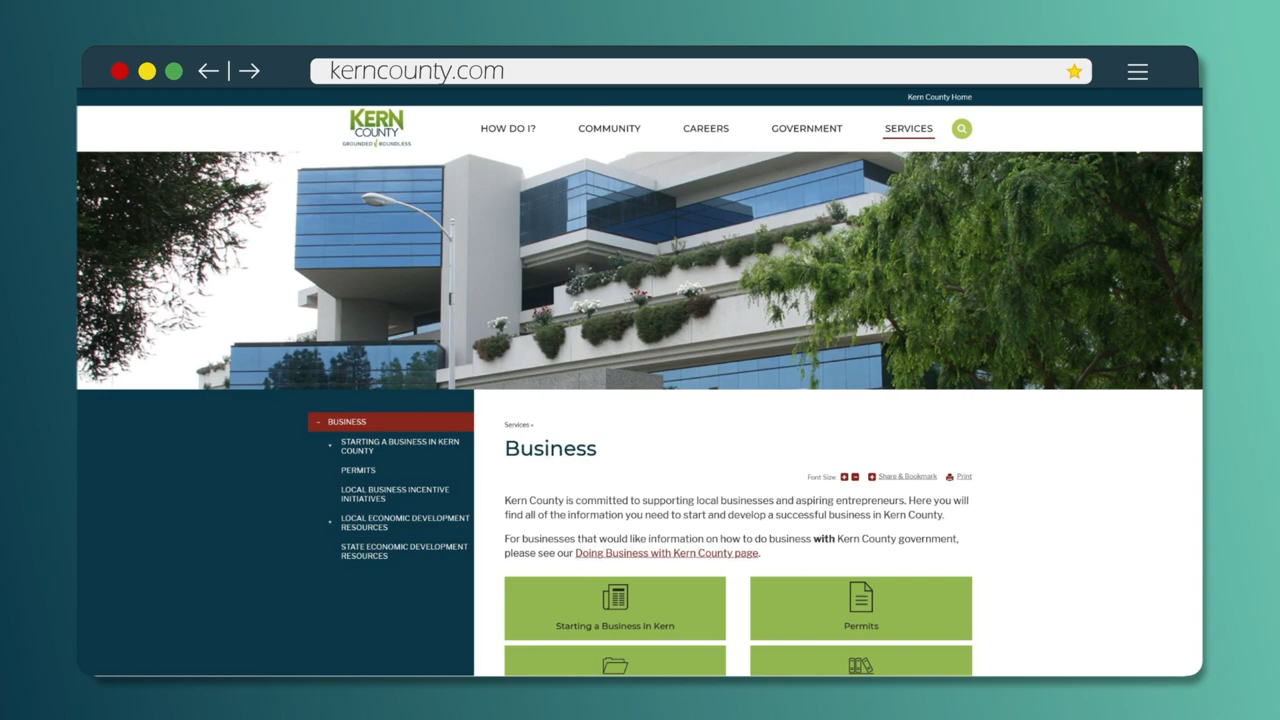 kerncounty.com
Kern County Home
KERN
COUNTY
GROUNDED & BOUNDLESS
HOW DO I?
COMMUNITY
CAREERS
GOVERNMENT
SERVICES
BUSINESS
STARTING A BUSINESS IN KERN
COUNTY
PERMITS
LOCAL BUSINESS INCENTIVE
INITIATIVES
LOCAL ECONOMIC DEVELOPMENT
RESOURCES
STATE ECONOMIC DEVELOPMENT
RESOURCES
Services »
Business
Font Size: + - + Share & Bookmark Print
Kern County is committed to supporting local businesses and aspiring entrepreneurs. Here you will
find all of the information you need to start and develop a successful business in Kern County.
For businesses that would like information on how to do business with Kern County government,
please see our Doing Business with Kern County page.
Starting a Business in Kern
Permits